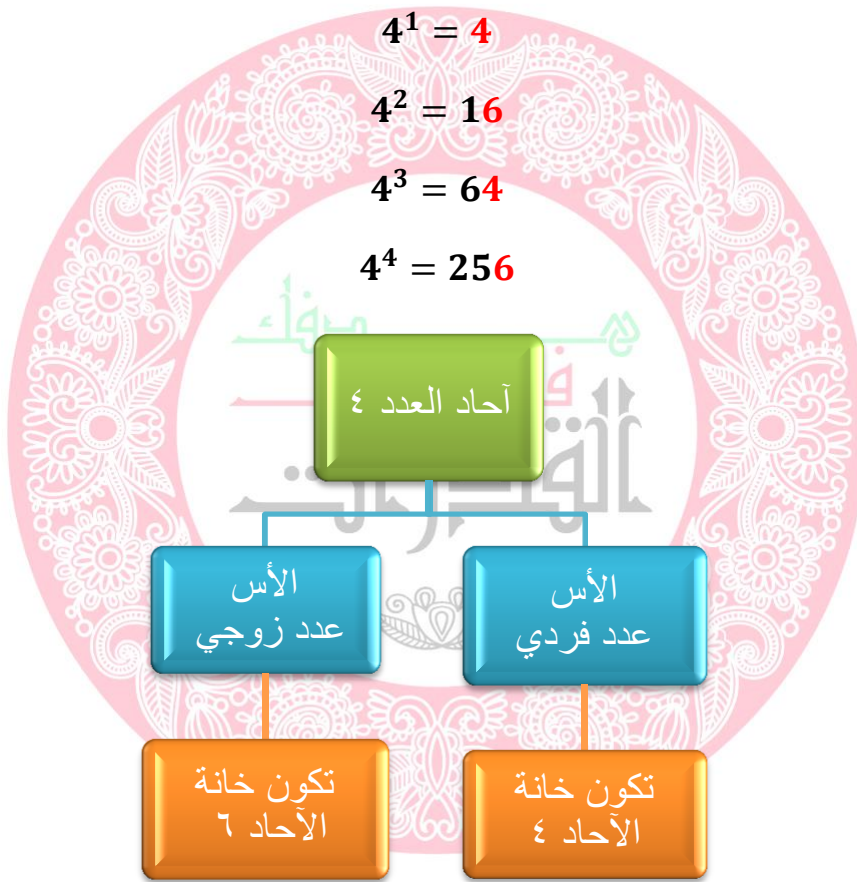 4¹ = 4
4² = 16
4³ = 64
4⁴ = 256
آحاد العدد ٤
الأس
عدد فردي
الأس
عدد زوجي
تكون خانة
الآحاد ٤
تكون خانة
الآحاد ٦